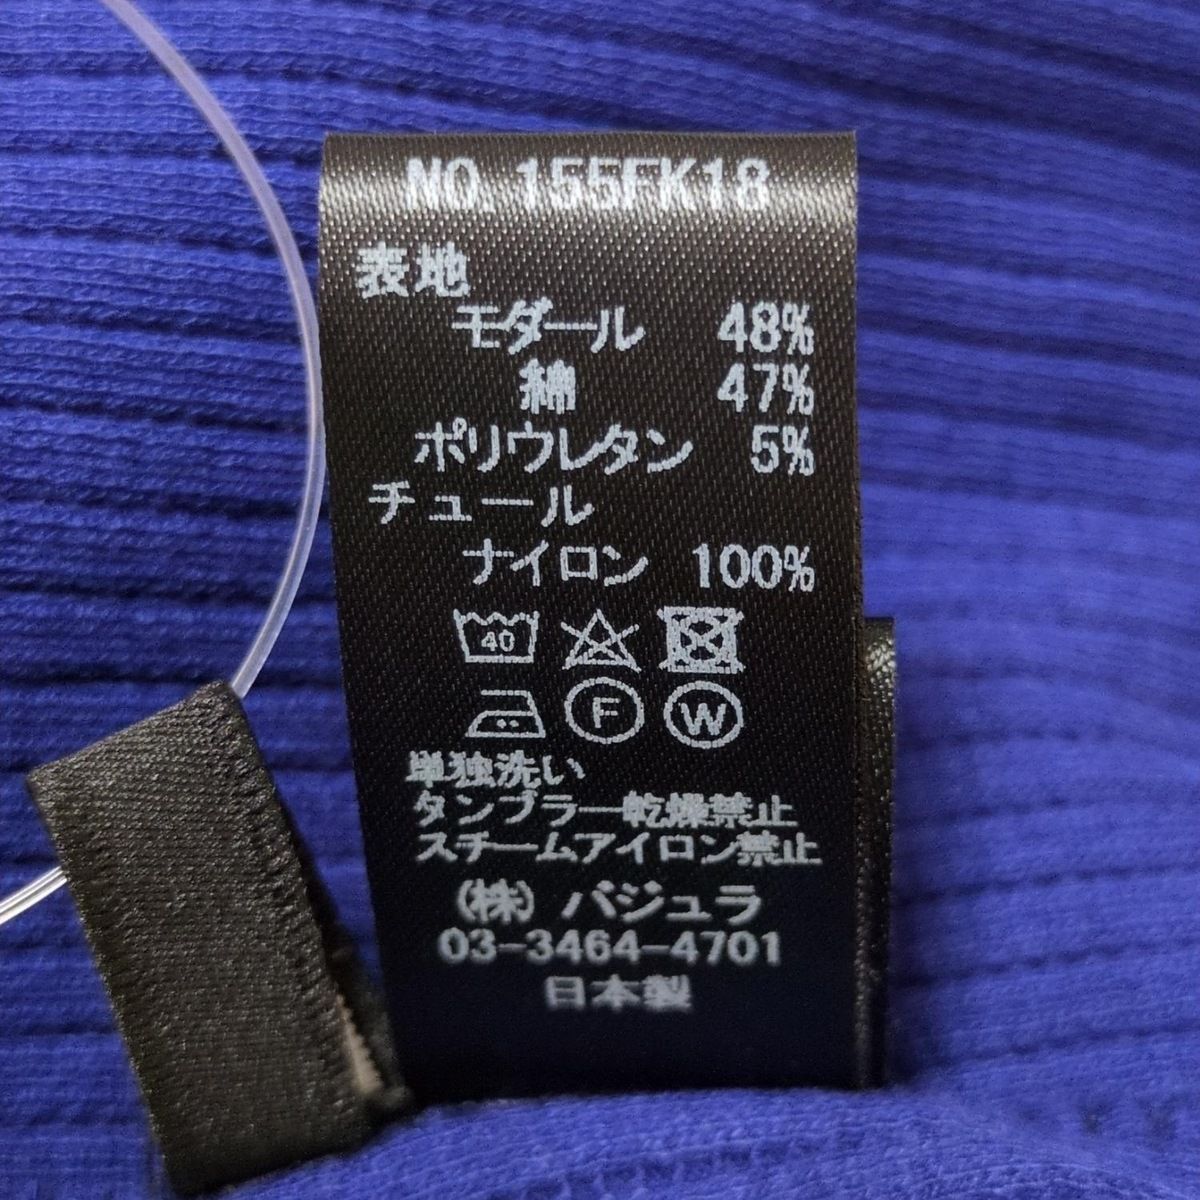 NO. 155FK18
表地
モダール 48%
綿 47%
ポリウレタン 5%
チュール
ナイロン 100%
40
F W
単独洗い
タンブラー乾燥禁止
スチームアイロン禁止
(株) バジュラ
03-3464-4701
日本製